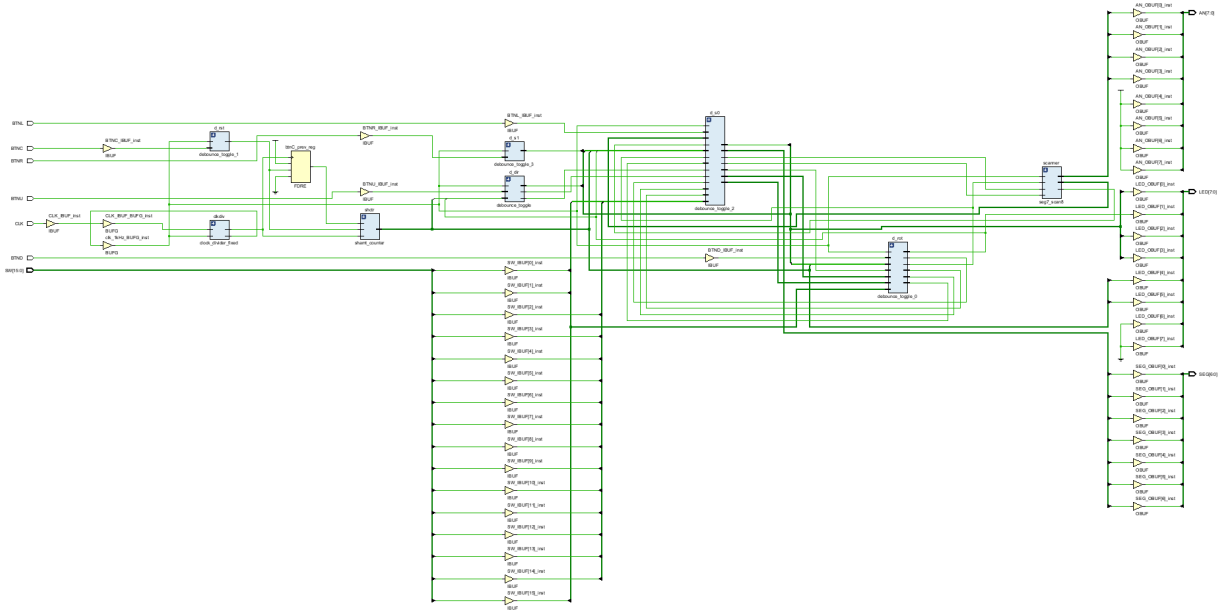 BTNL
BTNC
BTNR
BTNU
CLK
BTND
SW[15:0]
BTNC_IBUF_inst
IBUF
CLK_IBUF_inst
IBUF
CLK_IBUF_BUFG_inst
BUFG
clk_1kHz_BUFG_inst
BUFG
d_rst
debounce_toggle_1
clkdiv
clock_divider_fixed
btnC_prev_reg
FDRE
BTNR_IBUF_inst
IBUF
BTNU_IBUF_inst
IBUF
BTNL_IBUF_inst
IBUF
d_s1
debounce_toggle_3
d_dir
debounce_toggle
SW_IBUF[0]_inst
IBUF
SW_IBUF[1]_inst
IBUF
SW_IBUF[2]_inst
IBUF
SW_IBUF[3]_inst
IBUF
SW_IBUF[4]_inst
IBUF
SW_IBUF[5]_inst
IBUF
SW_IBUF[6]_inst
IBUF
SW_IBUF[7]_inst
IBUF
SW_IBUF[8]_inst
IBUF
SW_IBUF[9]_inst
IBUF
SW_IBUF[10]_inst
IBUF
SW_IBUF[11]_inst
IBUF
SW_IBUF[12]_inst
IBUF
SW_IBUF[13]_inst
IBUF
SW_IBUF[14]_inst
IBUF
SW_IBUF[15]_inst
IBUF
d_s0
debounce_toggle_2
BTND_IBUF_inst
IBUF
debounce_toggle_0
scanner
seg7_scan8
AN_OBUF[0]_inst
OBUF
AN_OBUF[1]_inst
OBUF
AN_OBUF[2]_inst
OBUF
AN_OBUF[3]_inst
OBUF
AN_OBUF[4]_inst
OBUF
AN_OBUF[5]_inst
OBUF
AN_OBUF[6]_inst
OBUF
AN_OBUF[7]_inst
OBUF
LED_OBUF[0]_inst
OBUF
LED_OBUF[1]_inst
OBUF
LED_OBUF[2]_inst
OBUF
LED_OBUF[3]_inst
OBUF
LED_OBUF[4]_inst
OBUF
LED_OBUF[5]_inst
OBUF
LED_OBUF[6]_inst
OBUF
LED_OBUF[7]_inst
OBUF
SEG_OBUF[0]_inst
OBUF
SEG_OBUF[1]_inst
OBUF
SEG_OBUF[2]_inst
OBUF
SEG_OBUF[3]_inst
OBUF
SEG_OBUF[4]_inst
OBUF
SEG_OBUF[5]_inst
OBUF
SEG_OBUF[6]_inst
OBUF
AN[7:0]
LED[7:0]
SEG[6:0]